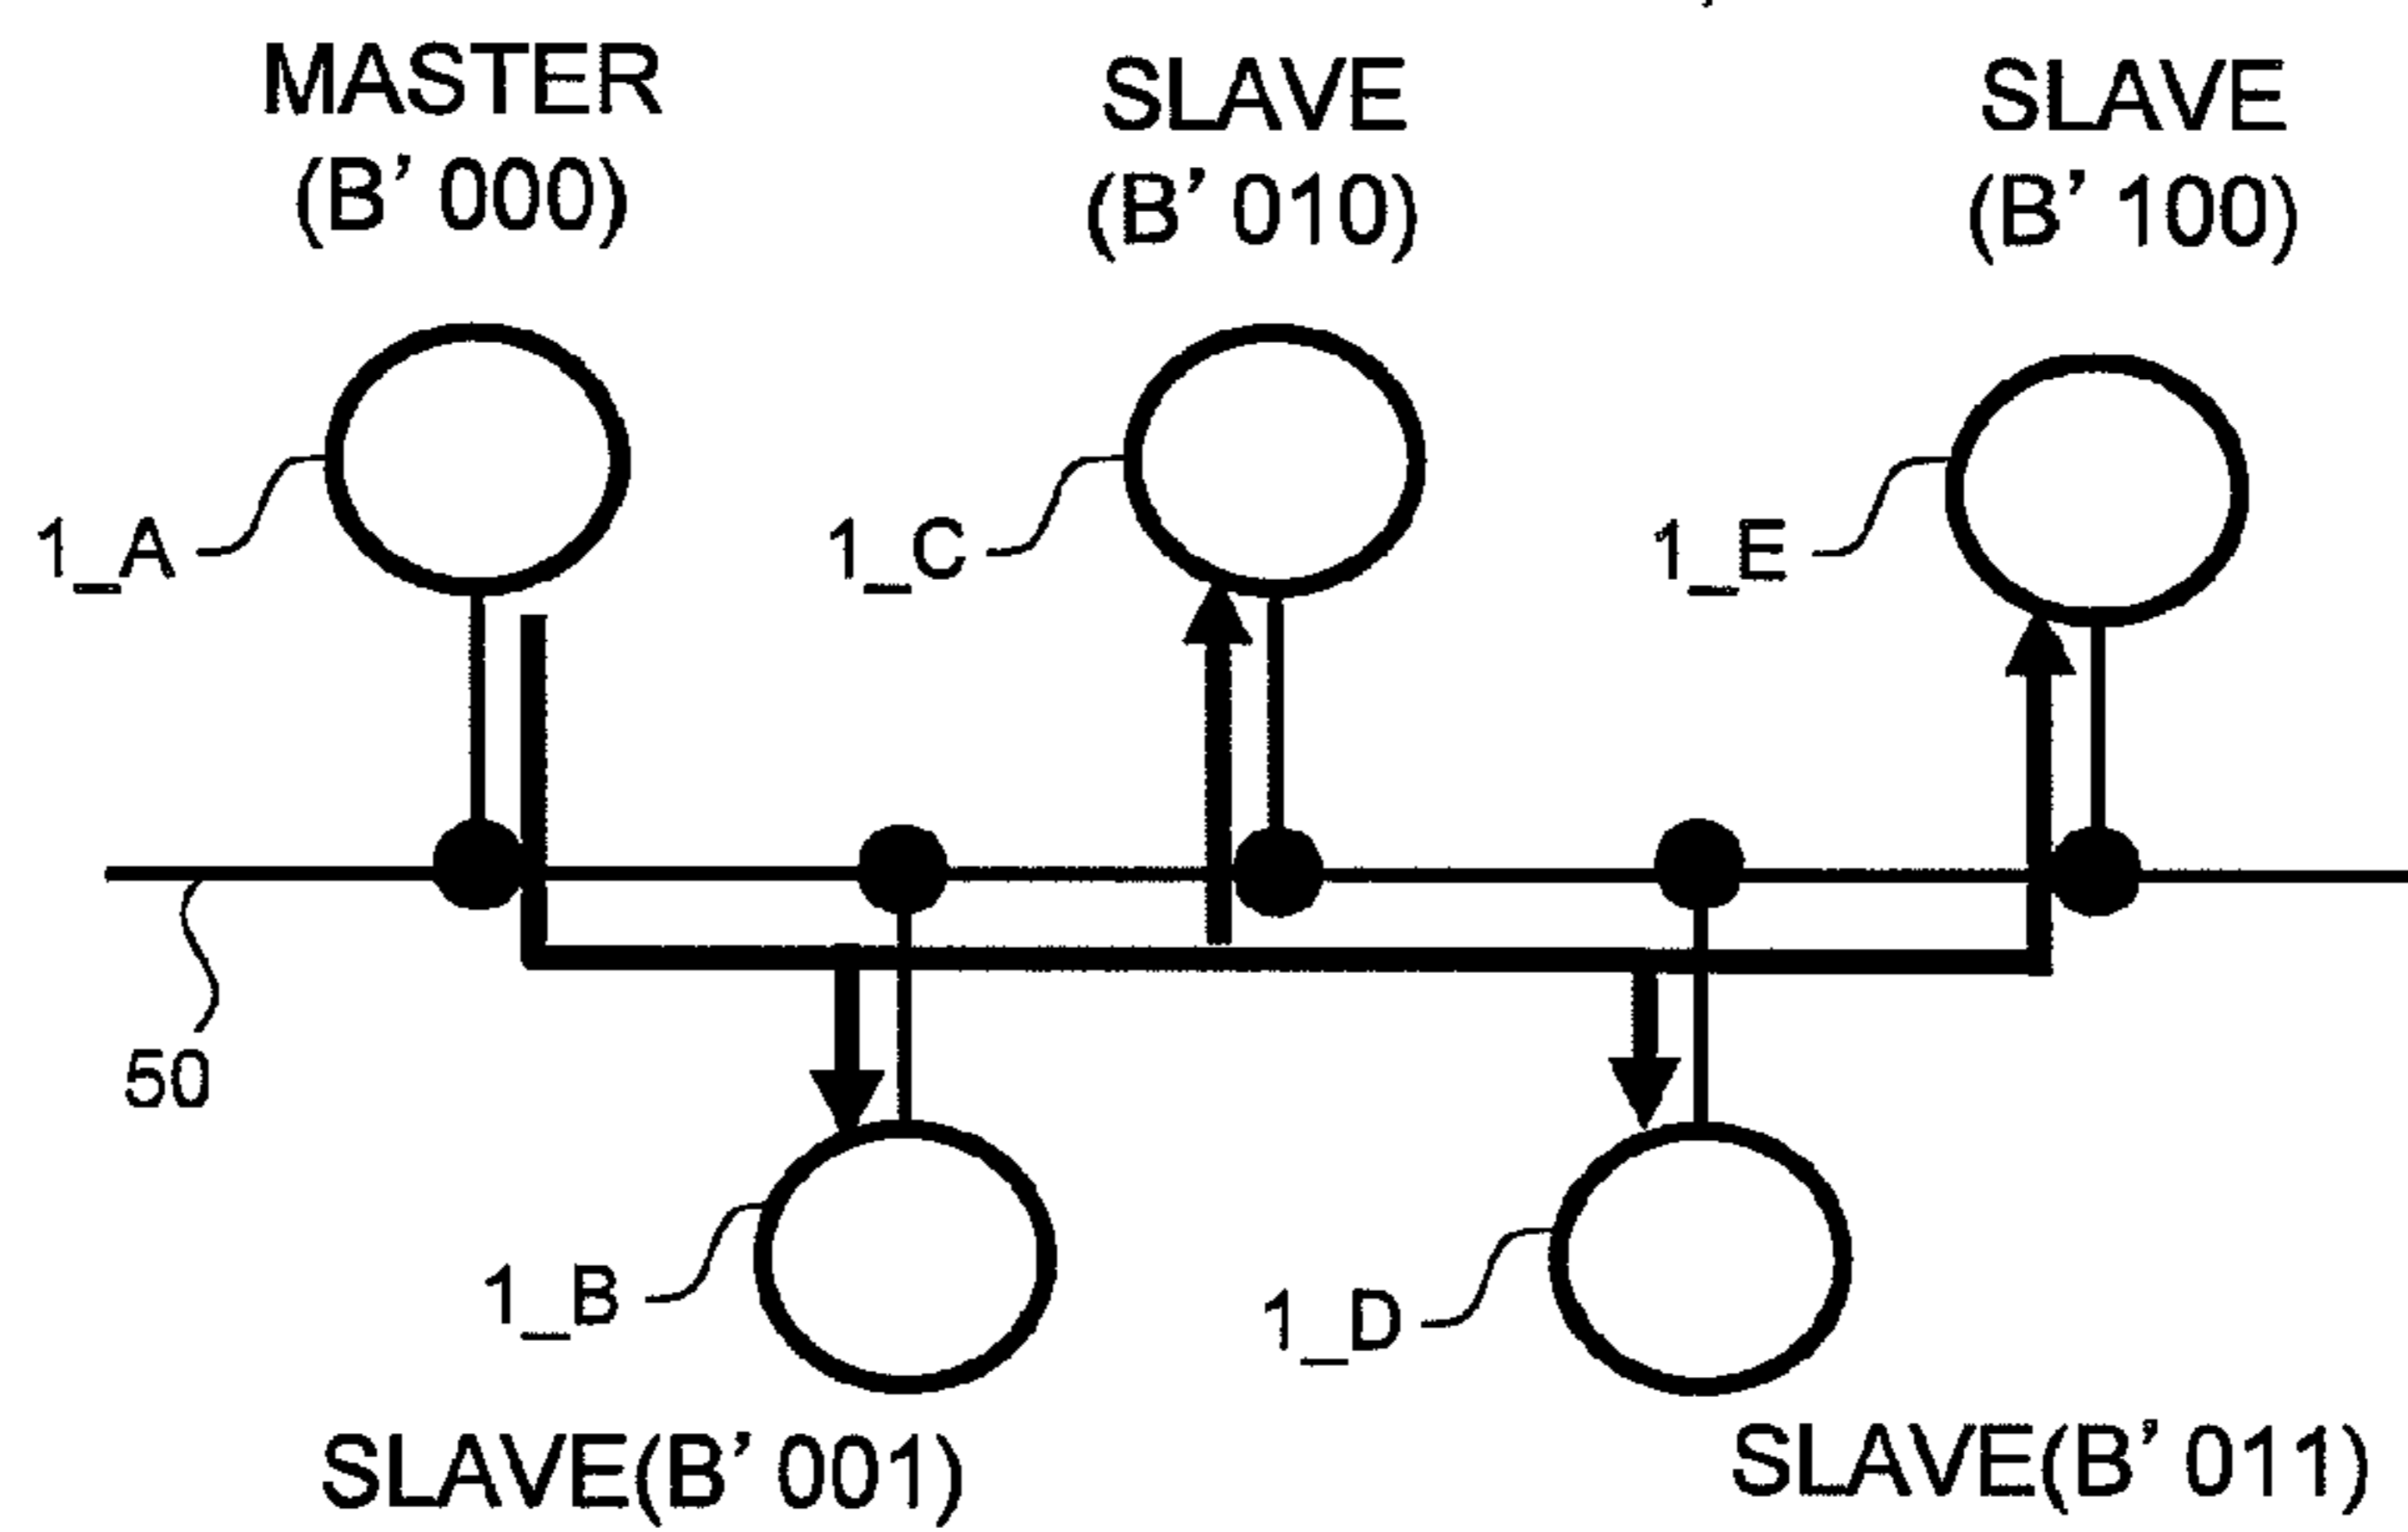 MASTER
(B' 000)
SLAVE
(B' 010)
SLAVE
(B' 100)
1_A
1_C
1_E
50
1_B
1_D
SLAVE(B' 001)
SLAVE(B' 011)